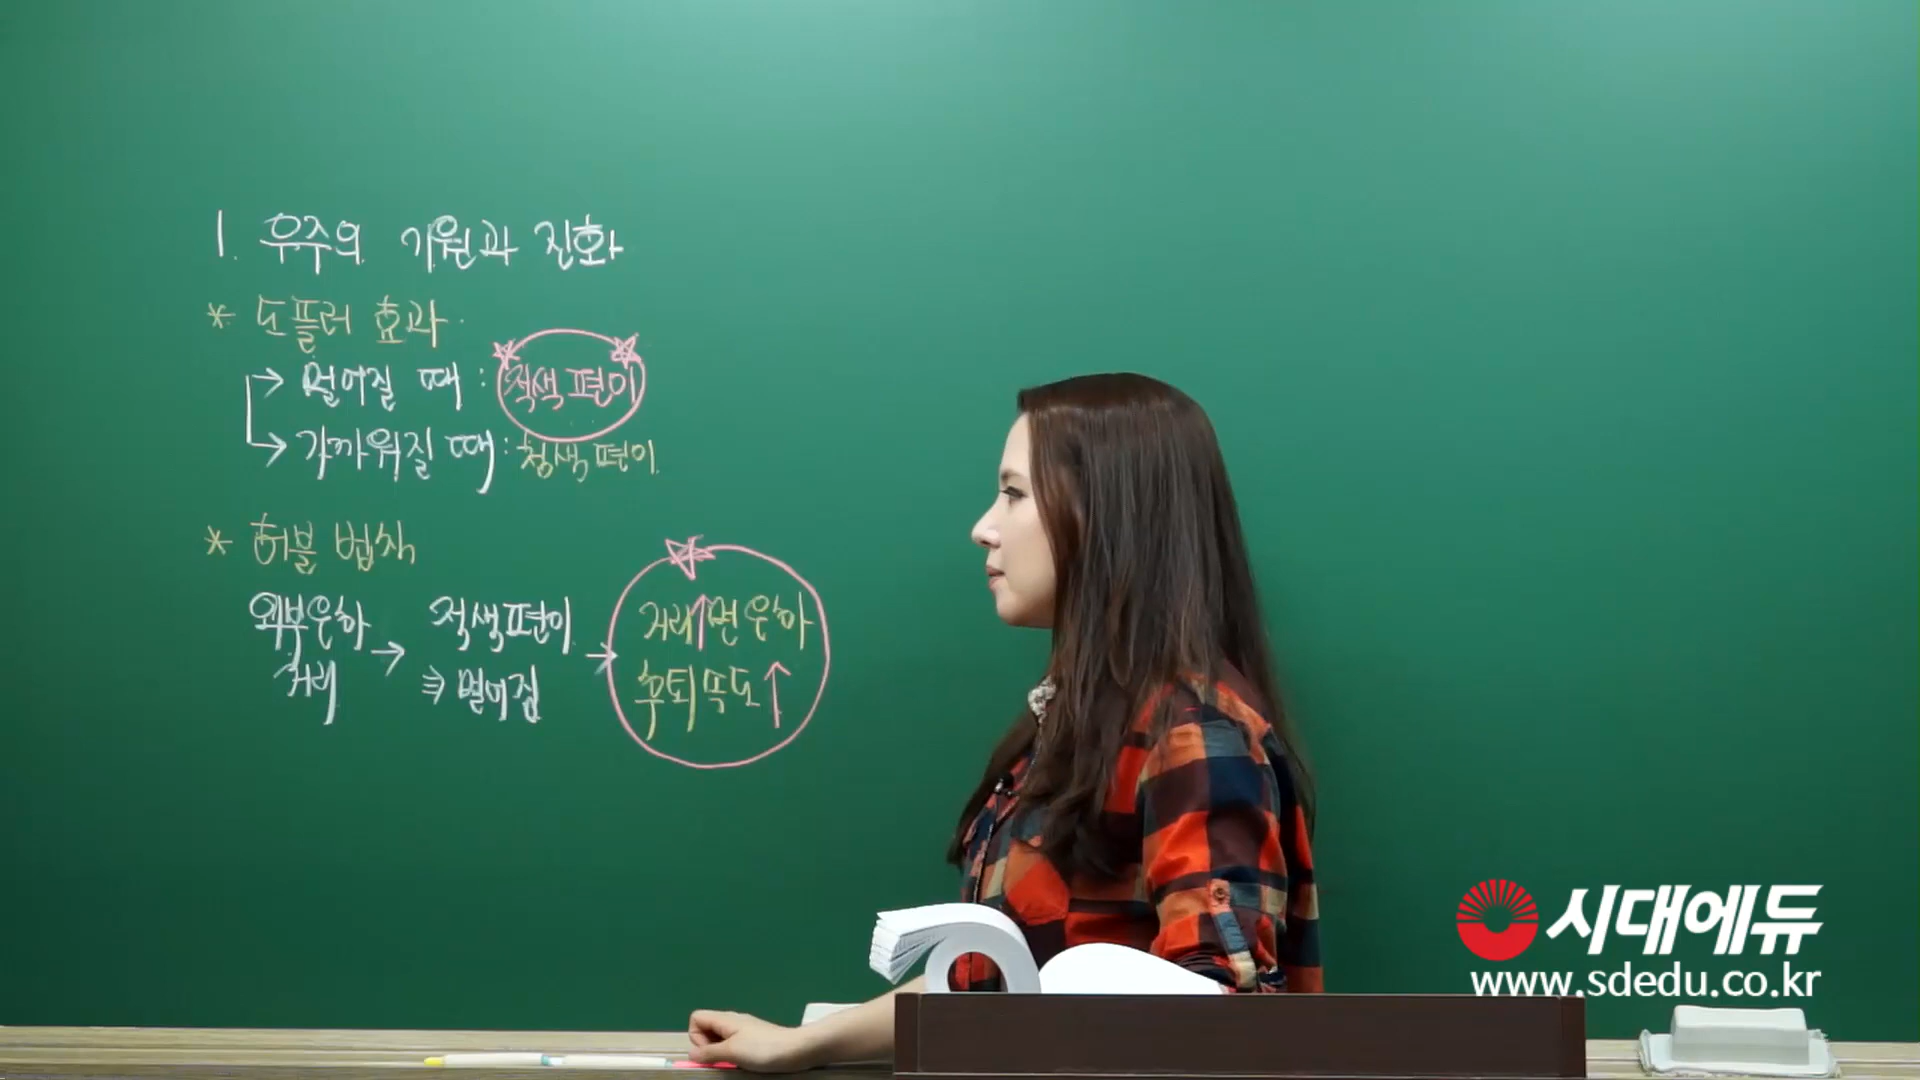 1. 우주의 기원과 진화
* 도플러 효과
→ 멀어질 때 : 적색편이
→ 가까워질 때 : 청색편이
* 허블 법칙
외부은하 거리 → 적색편이 ⇒ 멀어짐 → 거리↑ 먼 은하 후퇴 속도↑
시대에듀
www.sdedu.co.kr